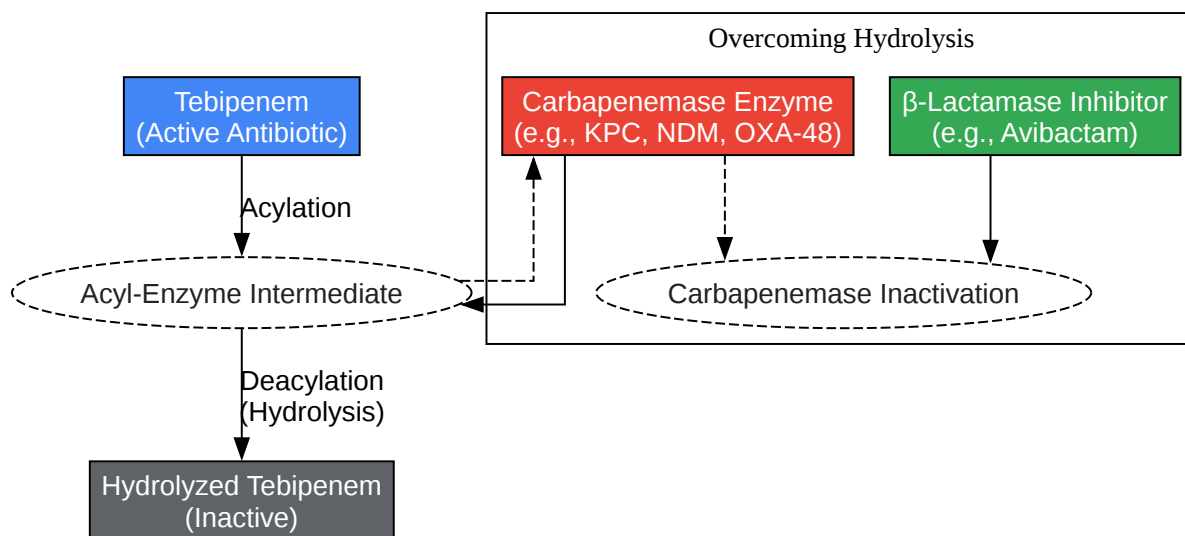 Overcoming Hydrolysis
Tebipenem
(Active Antibiotic)
Carbapenemase Enzyme
(e.g., KPC, NDM, OXA-48)
β-Lactamase Inhibitor
(e.g., Avibactam)
Acylation
Acyl-Enzyme Intermediate
Carbapenemase Inactivation
Deacylation
(Hydrolysis)
Hydrolyzed Tebipenem
(Inactive)